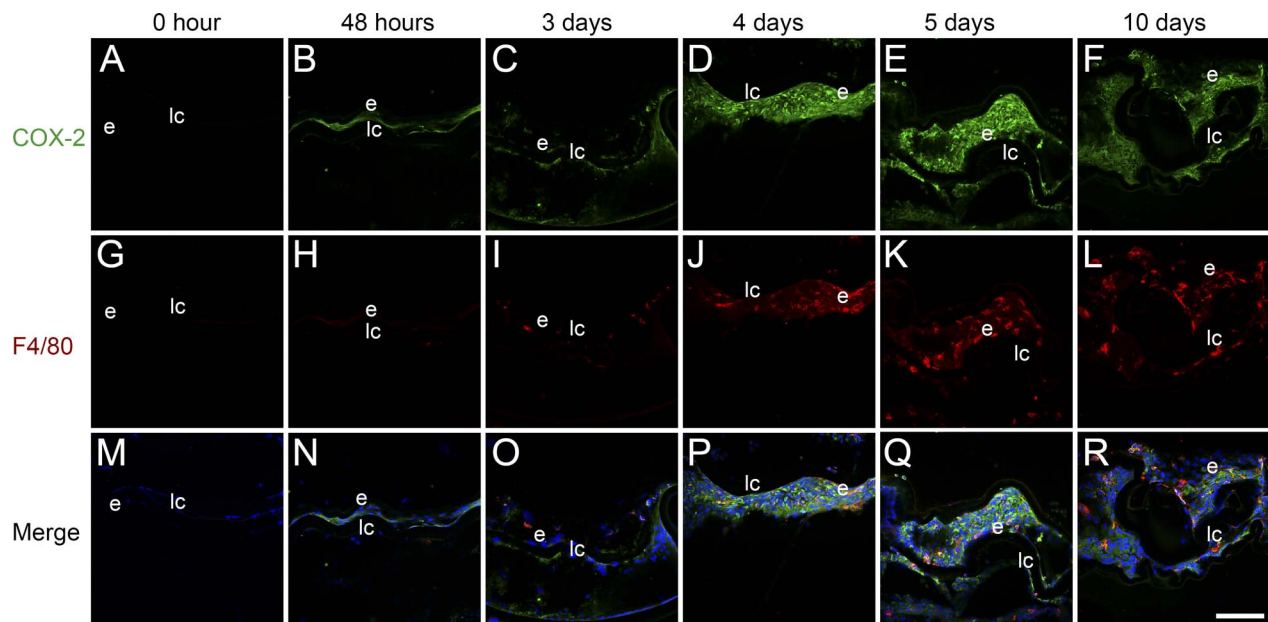 0 hour 48 hours 3 days 4 days 5 days 10 days
A B C D E F
COX-2 e lc e lc e lc lc e e lc e lc
G H I J K L
F4/80 e lc e lc e lc lc e e lc e lc
M N O P Q R
Merge e lc e lc e lc lc e e lc e lc